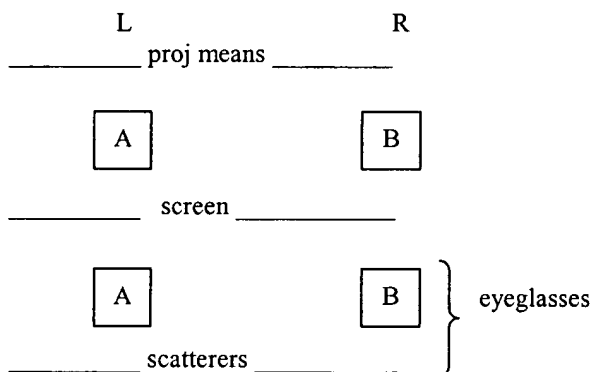 L R
proj means
A B
screen
A B
eyeglasses
scatterers